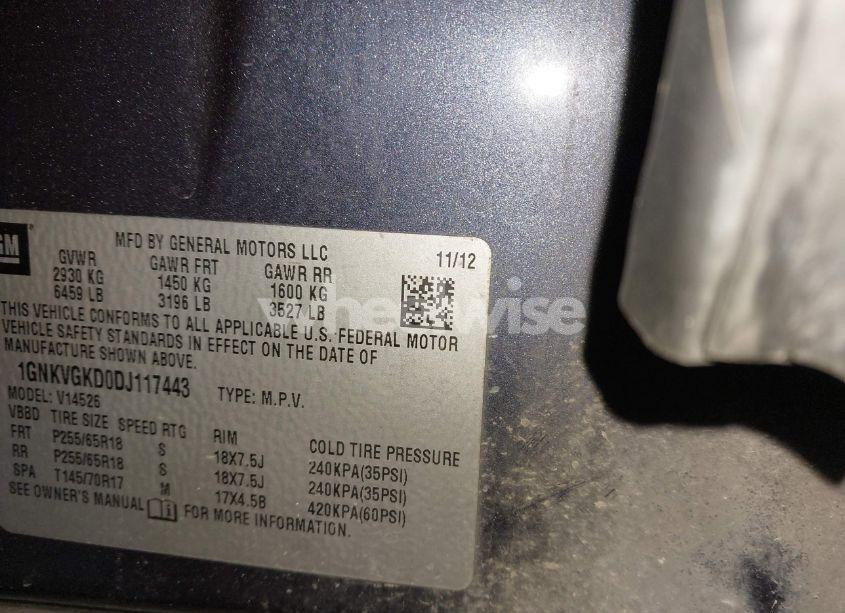 GM
MFD BY GENERAL MOTORS LLC
11/12
GVWR GAWR FRT GAWR RR
2930 KG 1450 KG 1600 KG
6459 LB 3196 LB 3527 LB
THIS VEHICLE CONFORMS TO ALL APPLICABLE U.S. FEDERAL MOTOR
VEHICLE SAFETY STANDARDS IN EFFECT ON THE DATE OF
MANUFACTURE SHOWN ABOVE.
1GNKVGKD0DJ117443 TYPE: M.P.V.
MODEL: V14526
VBBD TIRE SIZE SPEED RTG RIM COLD TIRE PRESSURE
FRT P255/65R18 S 18X7.5J 240KPA(35PSI)
RR P255/65R18 S 18X7.5J 240KPA(35PSI)
SPA T145/70R17 M 17X4.5B 420KPA(60PSI)
SEE OWNER'S MANUAL FOR MORE INFORMATION.
wheelwise